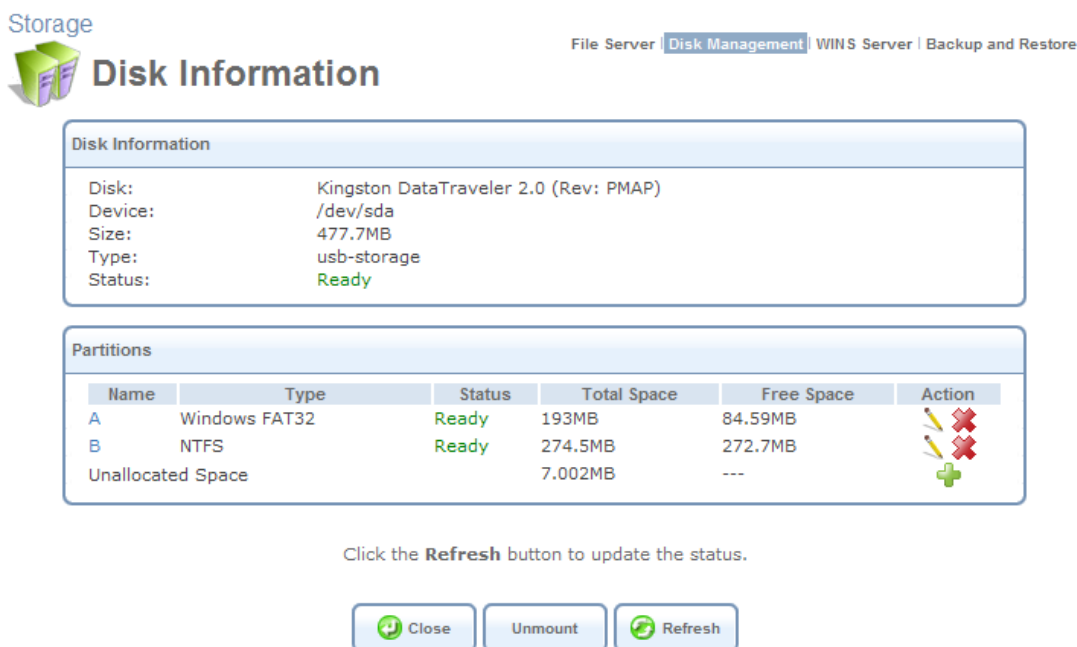 Storage
File Server | Disk Management | WINS Server | Backup and Restore
Disk Information
Disk Information
Disk: Kingston DataTraveler 2.0 (Rev: PMAP)
Device: /dev/sda
Size: 477.7MB
Type: usb-storage
Status: Ready
Partitions
Name Type Status Total Space Free Space Action
A Windows FAT32 Ready 193MB 84.59MB
B NTFS Ready 274.5MB 272.7MB
Unallocated Space 7.002MB ---
Click the Refresh button to update the status.
Close Unmount Refresh